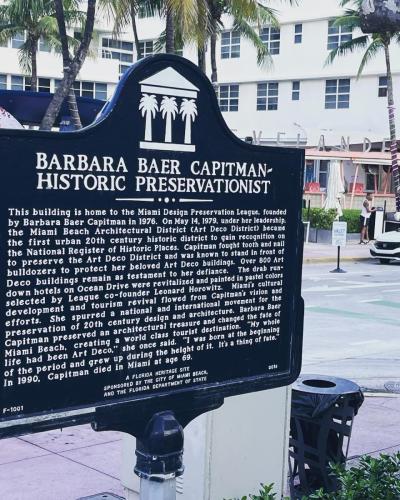 BARBARA BAER CAPITMAN-
HISTORIC PRESERVATIONIST
This building is home to the Miami Design Preservation League, founded
by Barbara Baer Capitman in 1976. On May 14, 1979, under her leadership,
the Miami Beach Architectural District (Art Deco District) became
the first urban 20th century historic district to gain recognition on
the National Register of Historic Places. Capitman fought tooth and nail
to preserve the Art Deco District and was known to stand in front of
bulldozers to protect her beloved Art Deco buildings. Over 800 Art
Deco buildings remain as testament to her defiance. The drab run-
down hotels on Ocean Drive were revitalized and painted in pastel colors
selected by League co-founder Leonard Horowitz. Miami's cultural
development and tourism revival flowed from Capitman's vision and
efforts. She spurred a national and international movement for the
preservation of 20th century design and architecture. Barbara Baer
Capitman preserved an architectural treasure and changed the fate of
Miami Beach, creating a world class tourist destination. "My whole
life had been Art Deco," she once said. "I was born at the beginning
of the period and grew up during the height of it. It's a thing of fate."
In 1990, Capitman died in Miami at age 69.
A FLORIDA HERITAGE SITE
SPONSORED BY THE CITY OF MIAMI BEACH,
AND THE FLORIDA DEPARTMENT OF STATE
F-1001